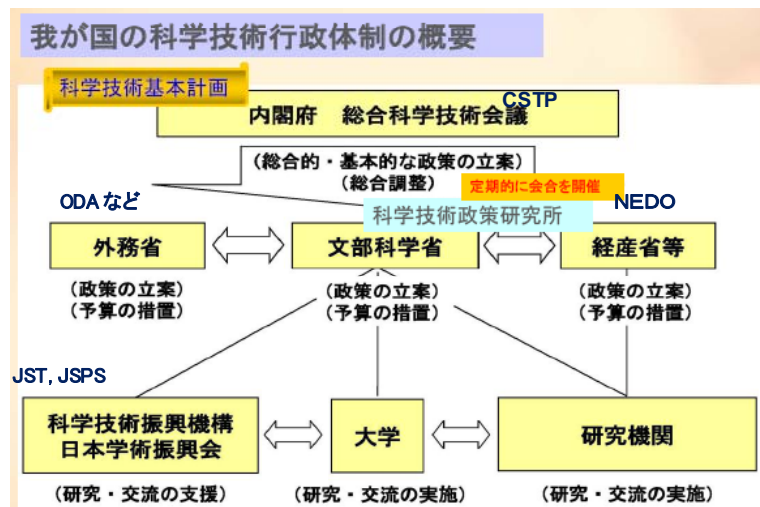 我が国の科学技術行政体制の概要
科学技術基本計画
CSTP
内閣府 総合科学技術会議
(総合的・基本的な政策の立案)
(総合調整)
定期的に会合を開催
ODAなど
科学技術政策研究所
NEDO
外務省
文部科学省
経産省等
(政策の立案)
(予算の措置)
(政策の立案)
(予算の措置)
(政策の立案)
(予算の措置)
JST, JSPS
科学技術振興機構
日本学術振興会
大学
研究機関
(研究・交流の支援)
(研究・交流の実施)
(研究・交流の実施)